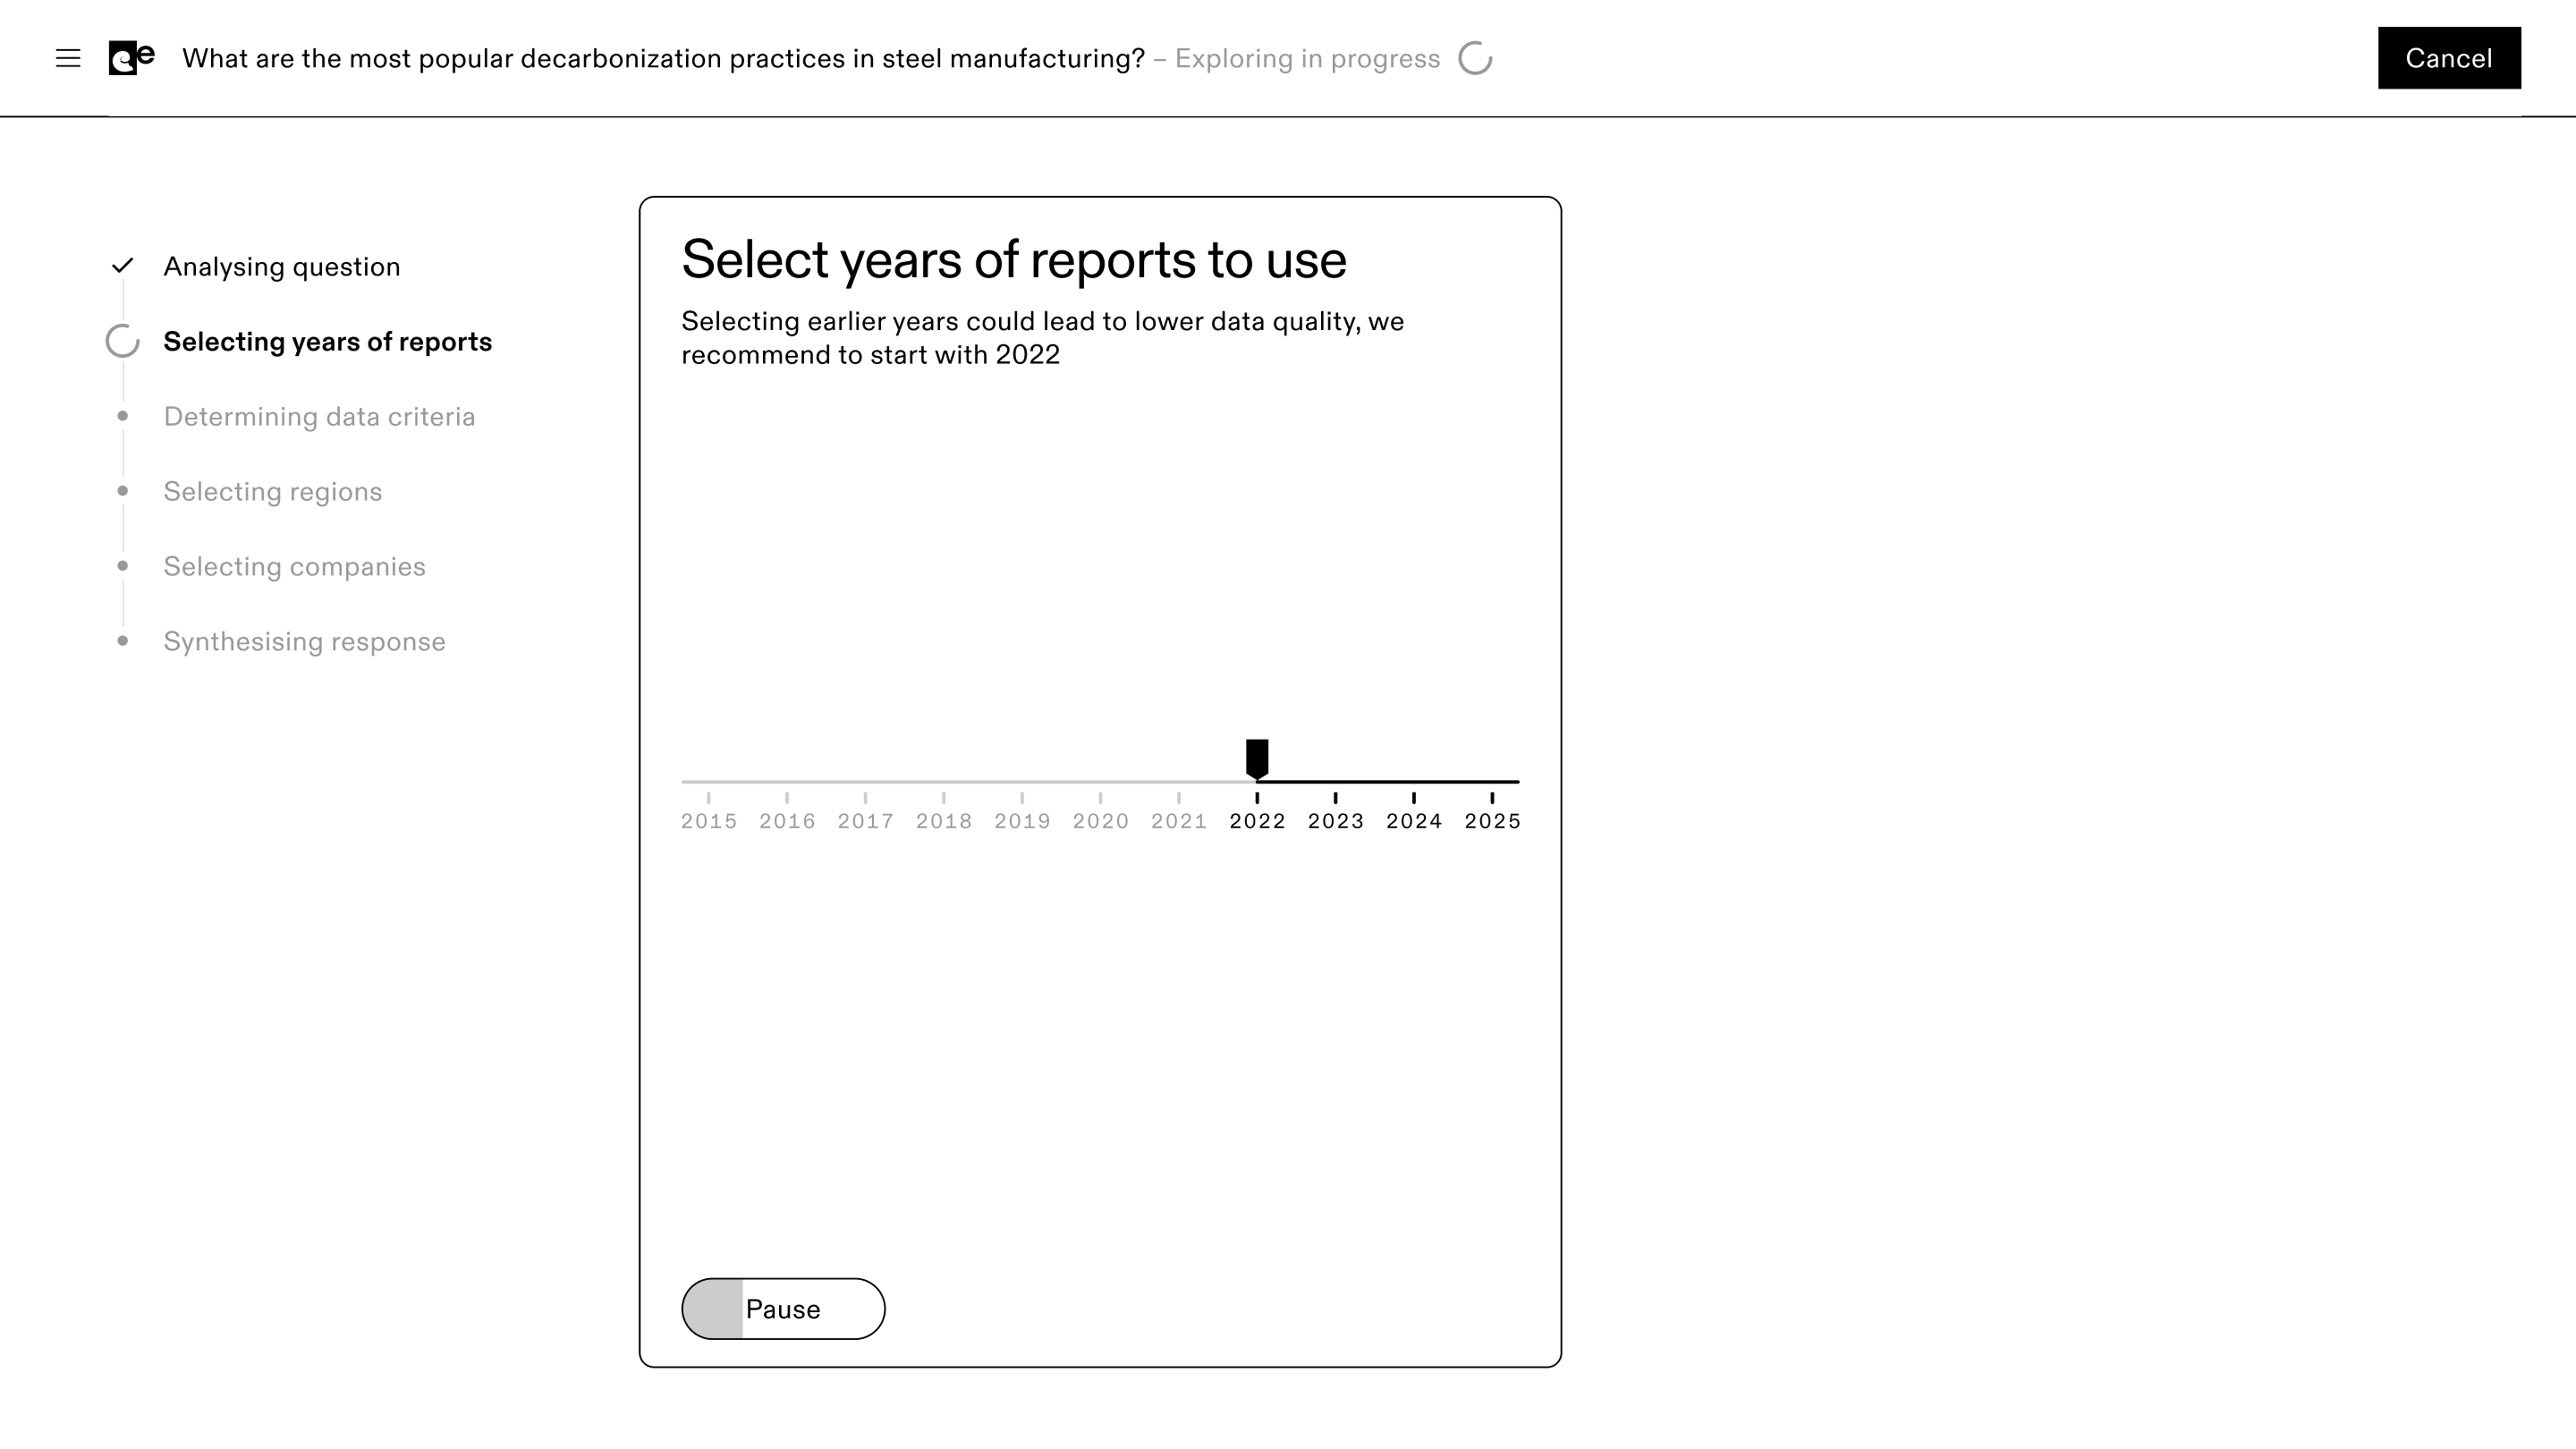 What are the most popular decarbonization practices in steel manufacturing? – Exploring in progress
Cancel
Analysing question
Selecting years of reports
Determining data criteria
Selecting regions
Selecting companies
Synthesising response
Select years of reports to use
Selecting earlier years could lead to lower data quality, we
recommend to start with 2022
2015 2016 2017 2018 2019 2020 2021 2022 2023 2024 2025
Pause